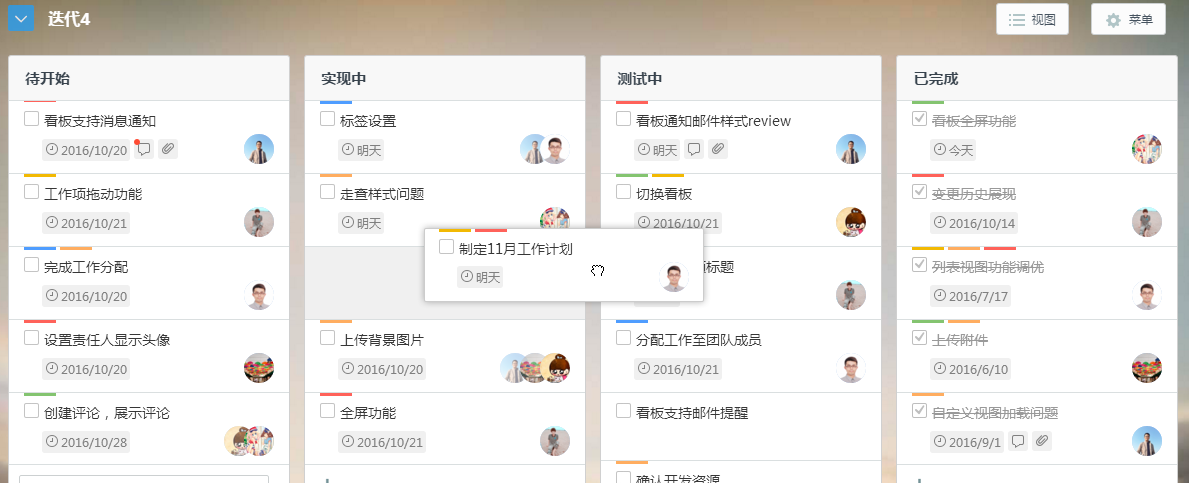 迭代4
视图
菜单
待开始
看板支持消息通知
2016/10/20
工作项拖动功能
2016/10/21
完成工作分配
2016/10/20
设置责任人显示头像
2016/10/20
创建评论，展示评论
2016/10/28
实现中
标签设置
明天
走查样式问题
明天
制定11月工作计划
明天
上传背景图片
2016/10/20
全屏功能
2016/10/21
测试中
看板通知邮件样式review
明天
切换看板
2016/10/21
标题
分配工作至团队成员
2016/10/21
看板支持邮件提醒
确认开发资源
已完成
看板全屏功能
今天
变更历史展现
2016/10/14
列表视图功能调优
2016/7/17
上传附件
2016/6/10
自定义视图加载问题
2016/9/1